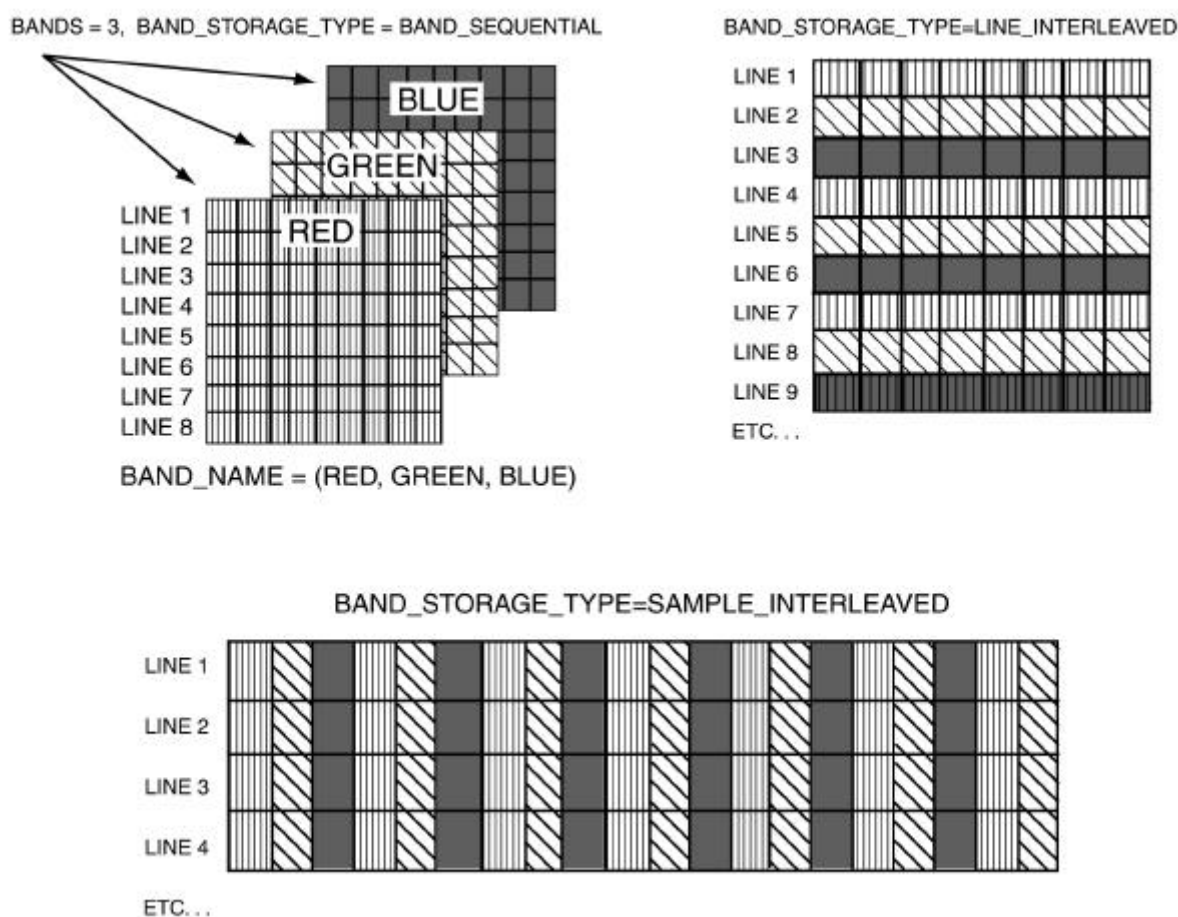 BANDS = 3, BAND_STORAGE_TYPE = BAND_SEQUENTIAL
BLUE
GREEN
RED
LINE 1
LINE 2
LINE 3
LINE 4
LINE 5
LINE 6
LINE 7
LINE 8
BAND_NAME = (RED, GREEN, BLUE)
BAND_STORAGE_TYPE=LINE_INTERLEAVED
LINE 1
LINE 2
LINE 3
LINE 4
LINE 5
LINE 6
LINE 7
LINE 8
LINE 9
ETC. . .
BAND_STORAGE_TYPE=SAMPLE_INTERLEAVED
LINE 1
LINE 2
LINE 3
LINE 4
ETC. . .